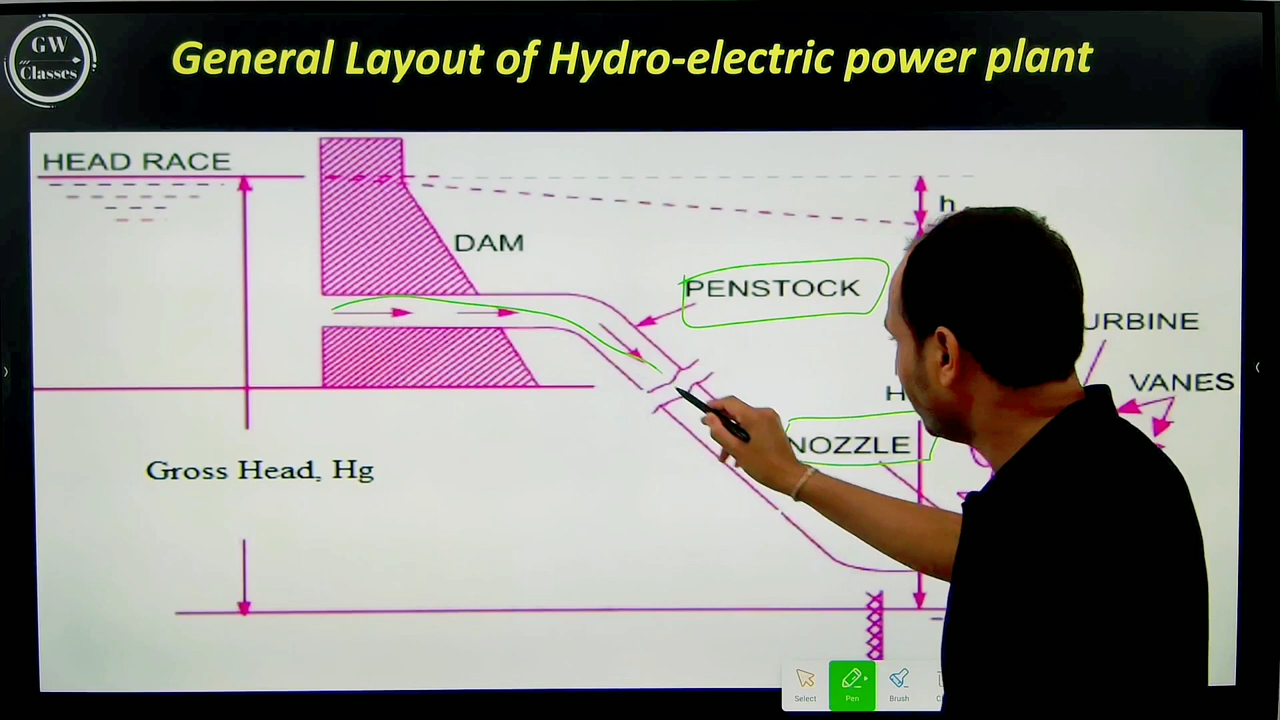 GW
Classes
General Layout of Hydro-electric power plant
HEAD RACE
h
DAM
PENSTOCK
URBINE
VANES
H
NOZZLE
Gross Head, Hg
Select
Pen
Brush